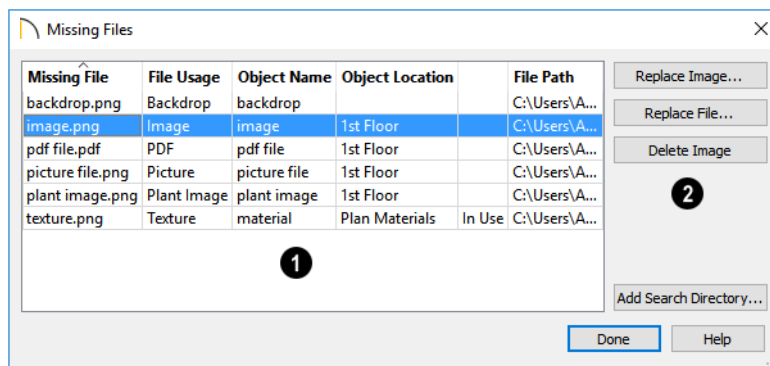 Missing Files
Missing File File Usage Object Name Object Location File Path
backdrop.png Backdrop backdrop C:\Users\A...
image.png Image image 1st Floor C:\Users\A...
pdf file.pdf PDF pdf file 1st Floor C:\Users\A...
picture file.png Picture picture file 1st Floor C:\Users\A...
plant image.png Plant Image plant image 1st Floor C:\Users\A...
texture.png Texture material Plan Materials In Use C:\Users\A...
1
Replace Image...
Replace File...
Delete Image
2
Add Search Directory...
Done Help